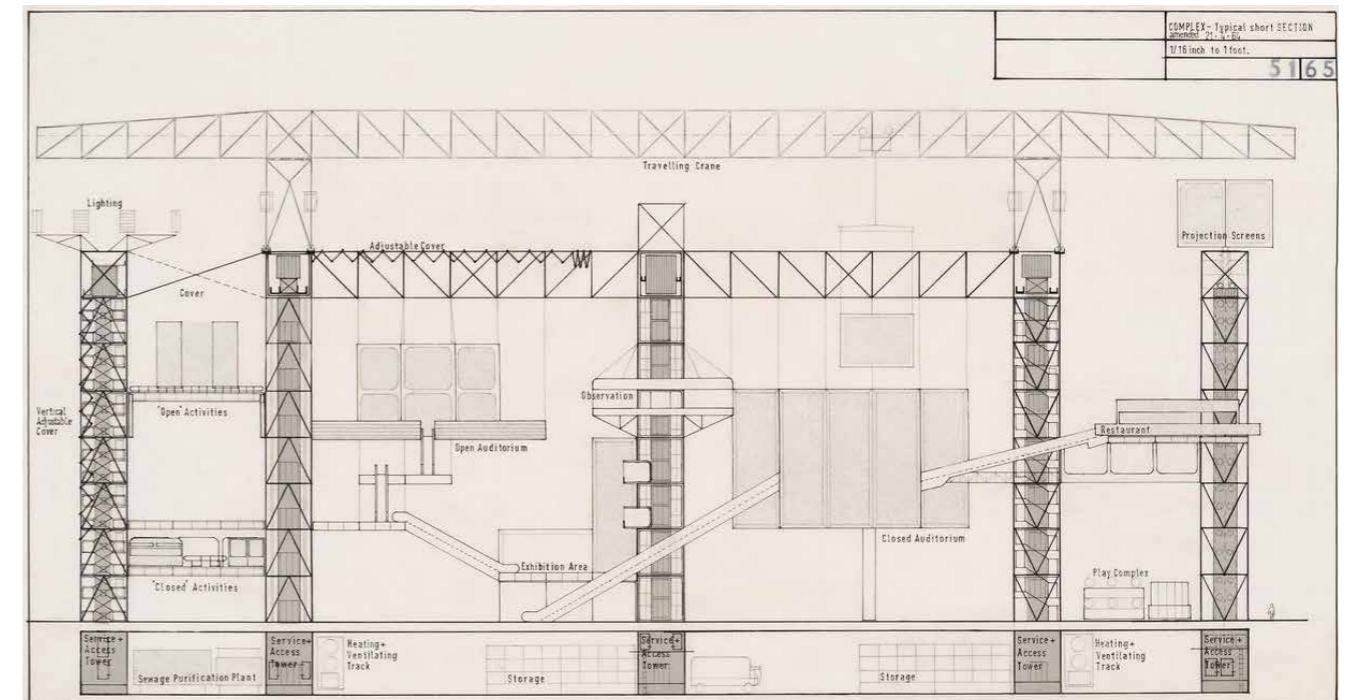 COMPLEX- Typical short SECTION
amended 21-4-64
1/16 inch to 1 foot.
51 65
Travelling Crane
Lighting
Adjustable Cover
Projection Screens
Cover
"Open" Activities
Vertical
Adjustable
Cover
Observation
Open Auditorium
Restaurant
Closed Auditorium
Exhibition Area
"Closed" Activities
Play Complex
Service+
Access
Tower
Sewage Purification Plant
Service+
Access
Tower
Heating+
Ventilating
Track
Storage
Service+
Access
Tower
Storage
Service+
Access
Tower
Heating+
Ventilating
Track
Service+
Access
Tower